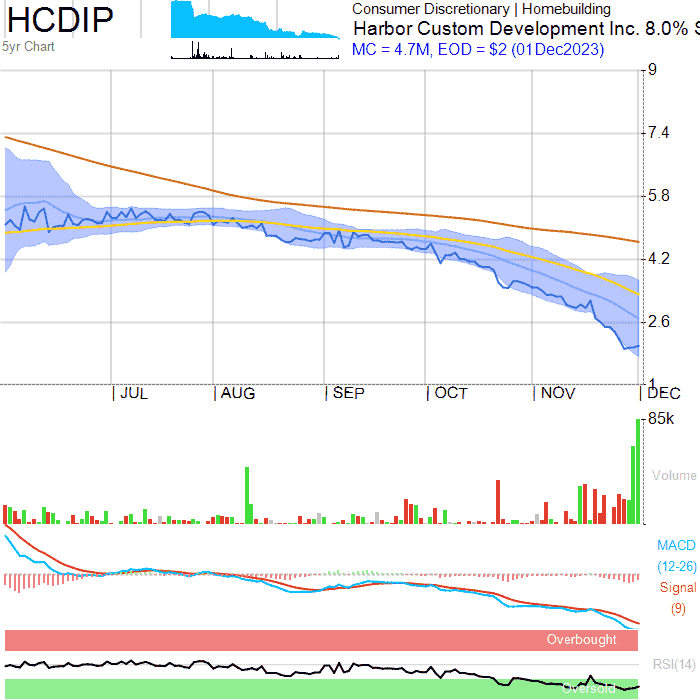 HCDIP
5yr Chart
Consumer Discretionary | Homebuilding
Harbor Custom Development Inc. 8.0% S
MC = 4.7M, EOD = $2 (01Dec2023)
9
7.4
5.8
4.2
2.6
1
JUL AUG SEP OCT NOV DEC
85k
Volume
MACD
(12-26)
Signal
(9)
Overbought
RSI(14)
Oversold